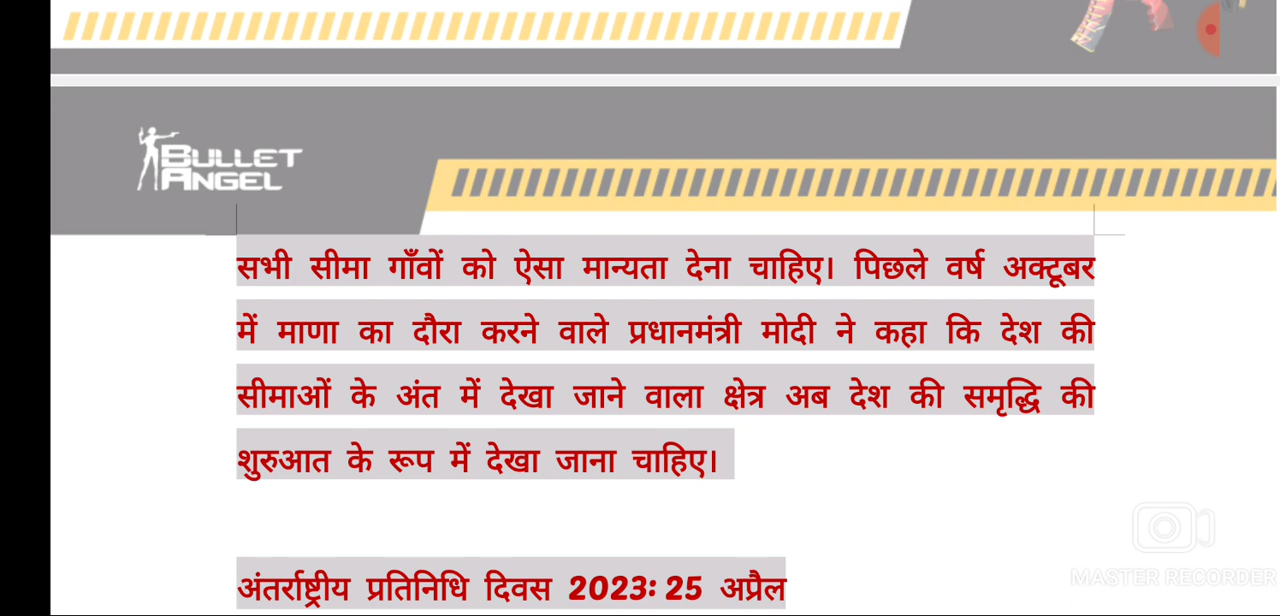 BULLET
ANGEL
सभी सीमा गाँवों को ऐसा मान्यता देना चाहिए। पिछले वर्ष अक्टूबर
में माणा का दौरा करने वाले प्रधानमंत्री मोदी ने कहा कि देश की
सीमाओं के अंत में देखा जाने वाला क्षेत्र अब देश की समृद्धि की
शुरुआत के रूप में देखा जाना चाहिए।
अंतर्राष्ट्रीय प्रतिनिधि दिवस 2023: 25 अप्रैल
MASTER RECORDER